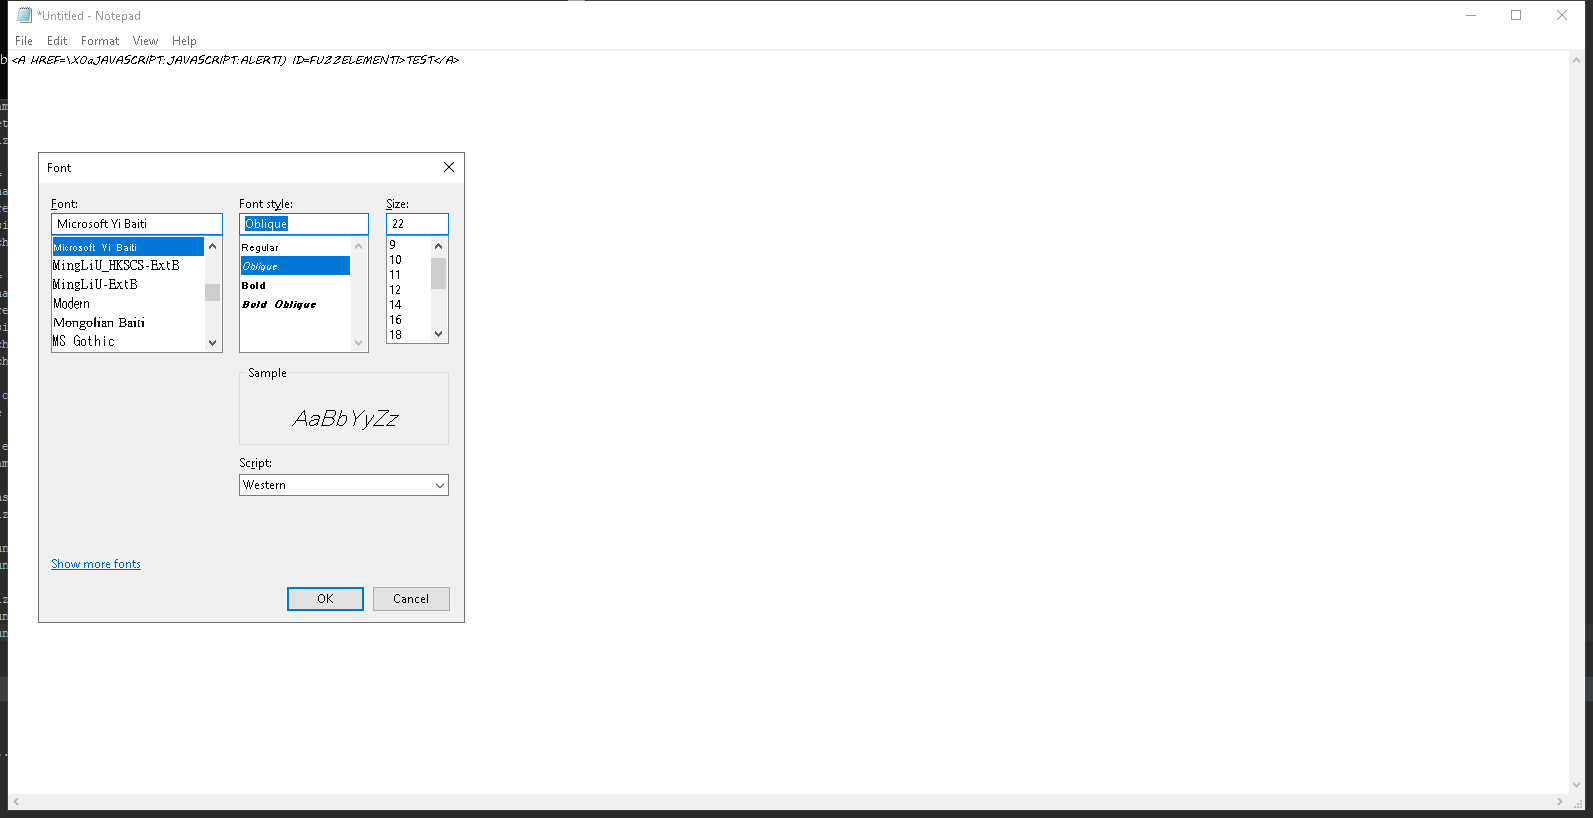 *Untitled - Notepad
File Edit Format View Help
<A HREF=\X0aJAVASCRIPT:JAVASCRIPT:ALERT1) ID=FUZZELEMENT1>TEST</A>
Font
Font: Font style: Size:
Microsoft Yi Baiti Oblique 22
Microsoft Yi Baiti Regular 9
MingLiU_HKSCS-ExtB Oblique 10
MingLiU-ExtB Bold 11
Modern Bold Oblique 12
Mongolian Baiti 14
MS Gothic 16
18
Sample
AaBbYyZz
Script:
Western
Show more fonts
OK Cancel